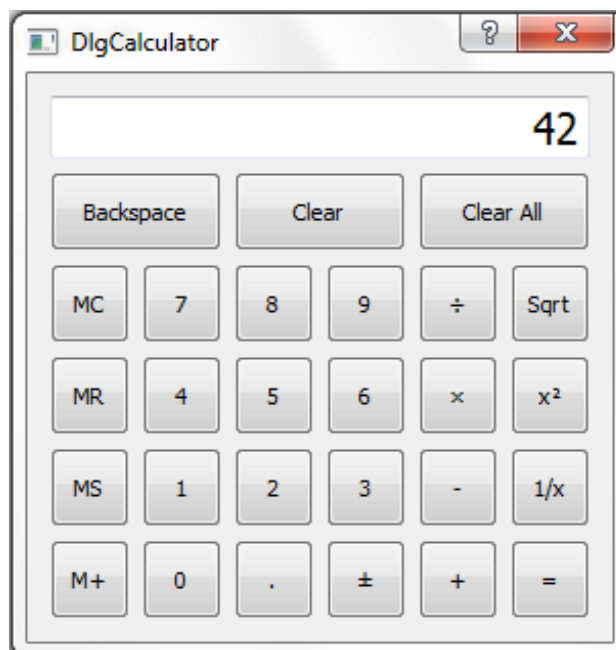 DlgCalculator ? X
42
Backspace Clear Clear All
MC 7 8 9 ÷ Sqrt
MR 4 5 6 × x²
MS 1 2 3 - 1/x
M+ 0 . ± + =